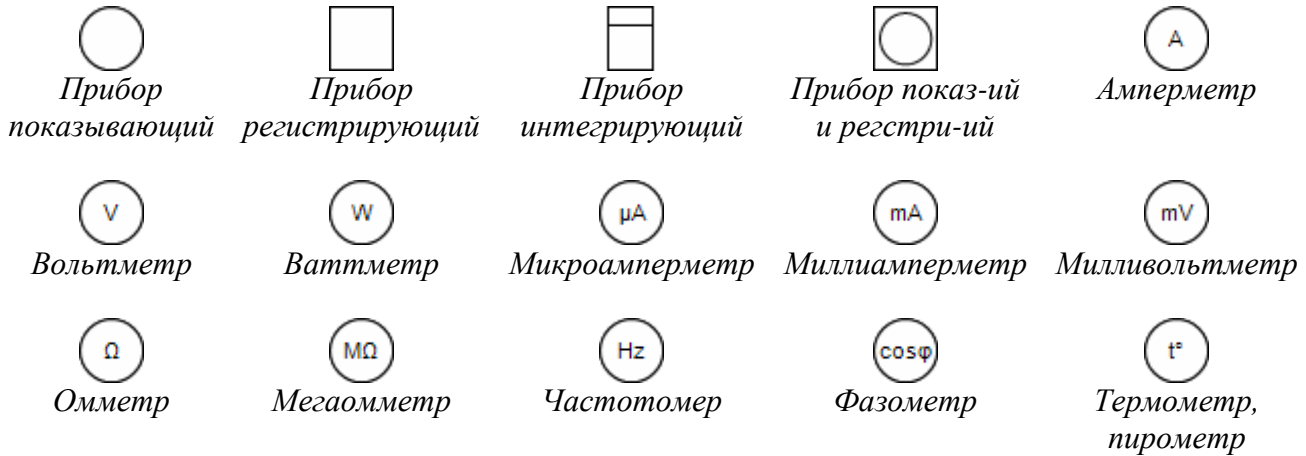 A
Прибор Прибор Прибор Прибор показ-ий Амперметр
показывающий регистрирующий интегрирующий и регстри-ий
V W µA mA mV
Вольтметр Ваттметр Микроамперметр Миллиамперметр Милливольтметр
Ω MΩ Hz cosφ t°
Омметр Мегаомметр Частотомер Фазометр Термометр,
пирометр